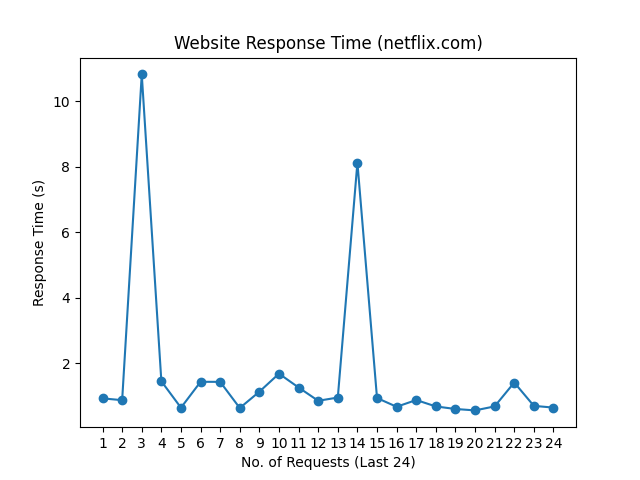 Website Response Time (netflix.com)
10
8
6
4
2
Response Time (s)
1 2 3 4 5 6 7 8 9 10 11 12 13 14 15 16 17 18 19 20 21 22 23 24
No. of Requests (Last 24)